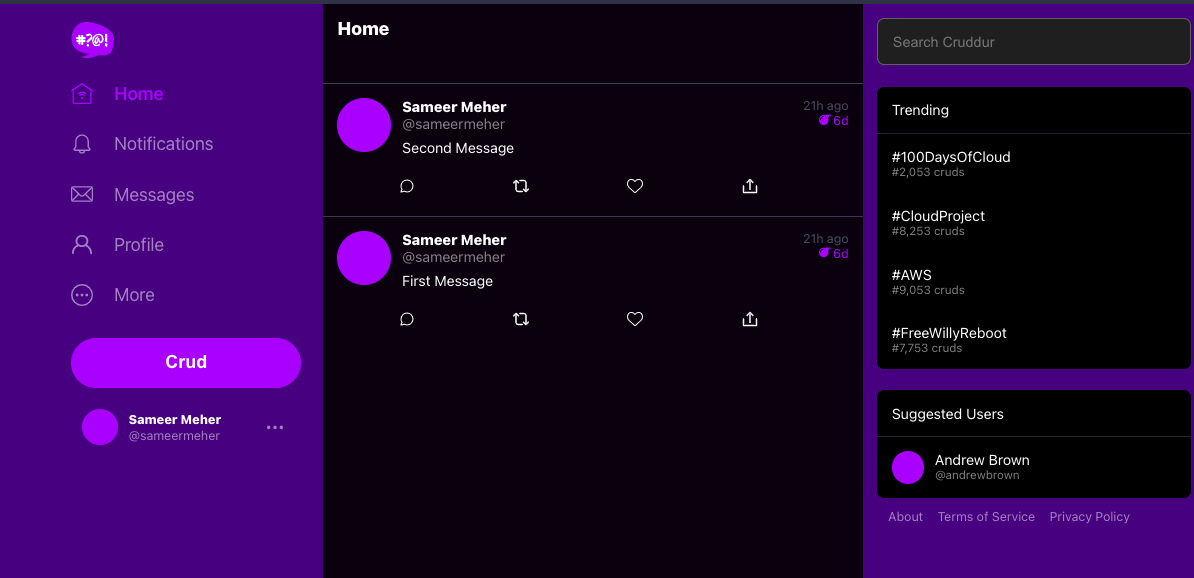 #?@!
Home
Notifications
Messages
Profile
More
Crud
Sameer Meher
@sameermeher
Home
Sameer Meher
21h ago
@sameermeher
6d
Second Message
Sameer Meher
21h ago
@sameermeher
6d
First Message
Search Cruddur
Trending
#100DaysOfCloud
#2,053 cruds
#CloudProject
#8,253 cruds
#AWS
#9,053 cruds
#FreeWillyReboot
#7,753 cruds
Suggested Users
Andrew Brown
@andrewbrown
About Terms of Service Privacy Policy